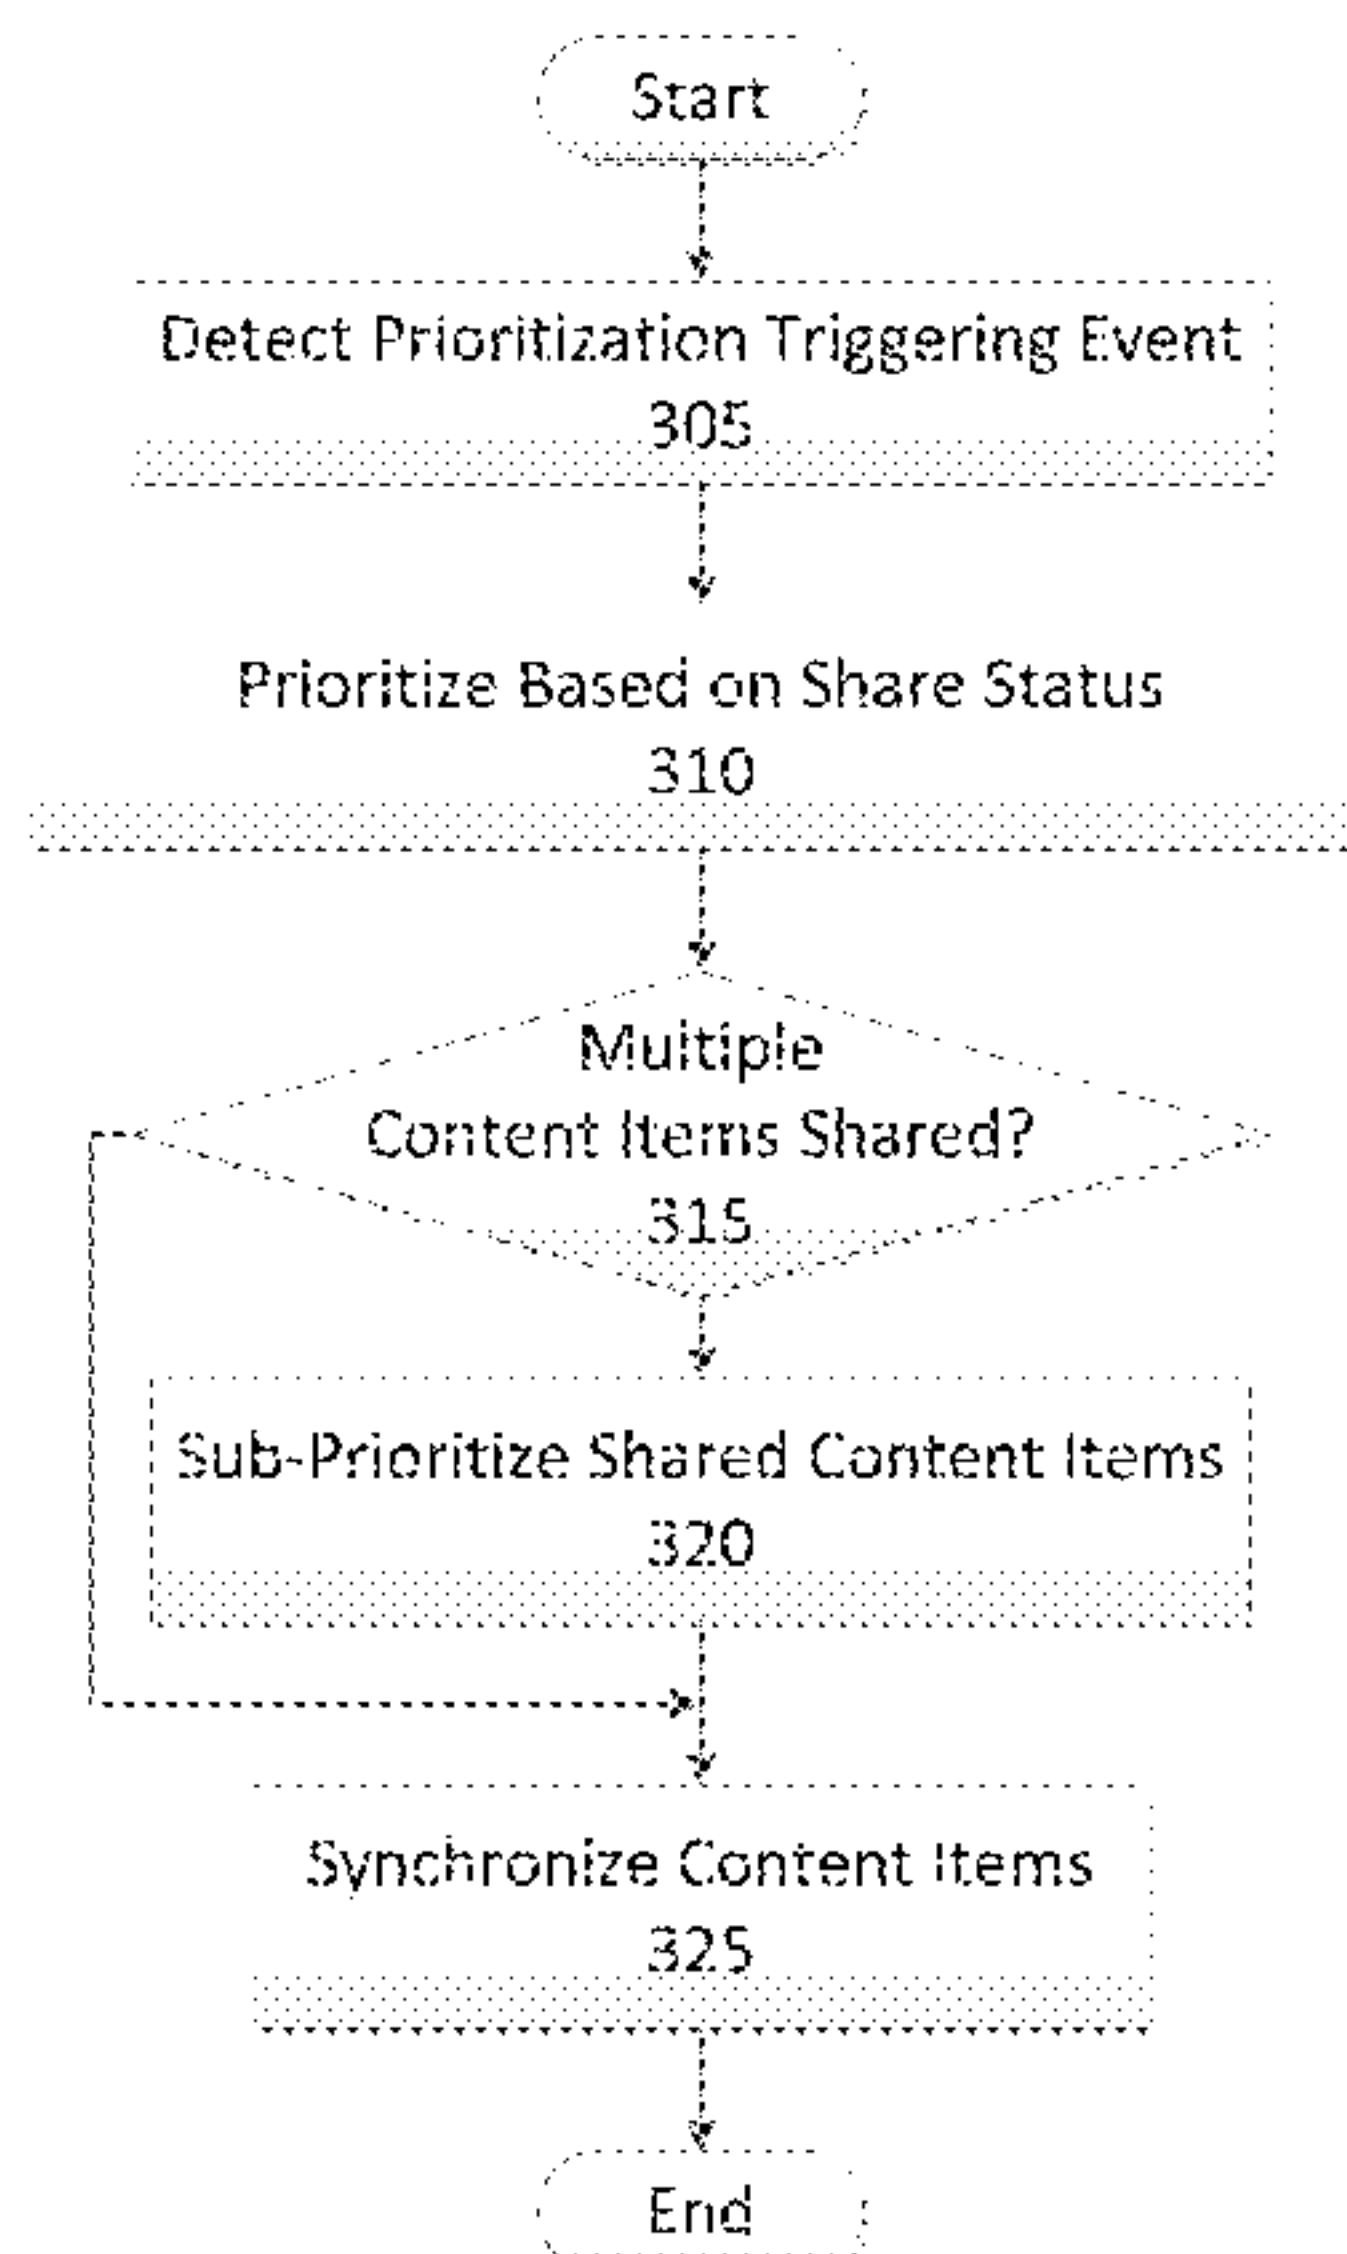 Start
Detect Prioritization Triggering Event
305
Prioritize Based on Share Status
310
Multiple
Content Items Shared?
315
Sub-Prioritize Shared Content Items
320
Synchronize Content Items
325
End